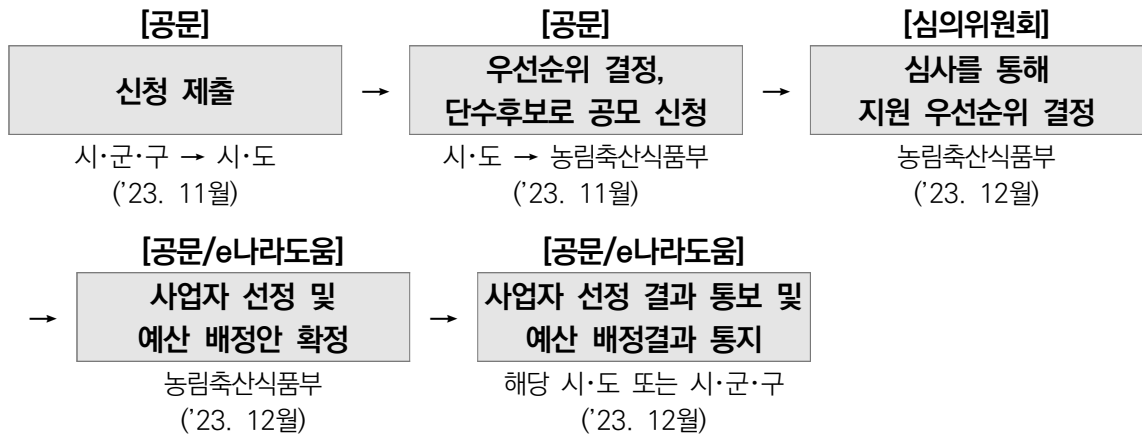 [공문]
신청 제출
시·군·구 → 시·도
(’23. 11월)
→
[공문]
우선순위 결정,
단수후보로 공모 신청
시·도 → 농림축산식품부
(’23. 11월)
→
[심의위원회]
심사를 통해
지원 우선순위 결정
농림축산식품부
(’23. 12월)
→
[공문/e나라도움]
사업자 선정 및
예산 배정안 확정
농림축산식품부
(’23. 12월)
→
[공문/e나라도움]
사업자 선정 결과 통보 및
예산 배정결과 통지
해당 시·도 또는 시·군·구
(’23. 12월)